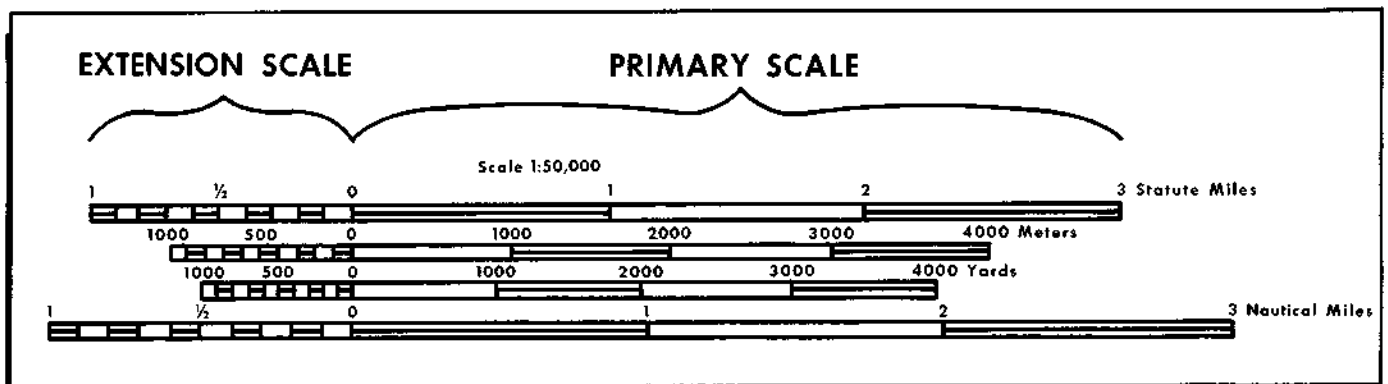 EXTENSION SCALE PRIMARY SCALE
Scale 1:50,000
1 ½ 0 1 2 3 Statute Miles
1000 500 0 1000 2000 3000 4000 Meters
1000 500 0 1000 2000 3000 4000 Yards
1 ½ 0 1 2 3 Nautical Miles